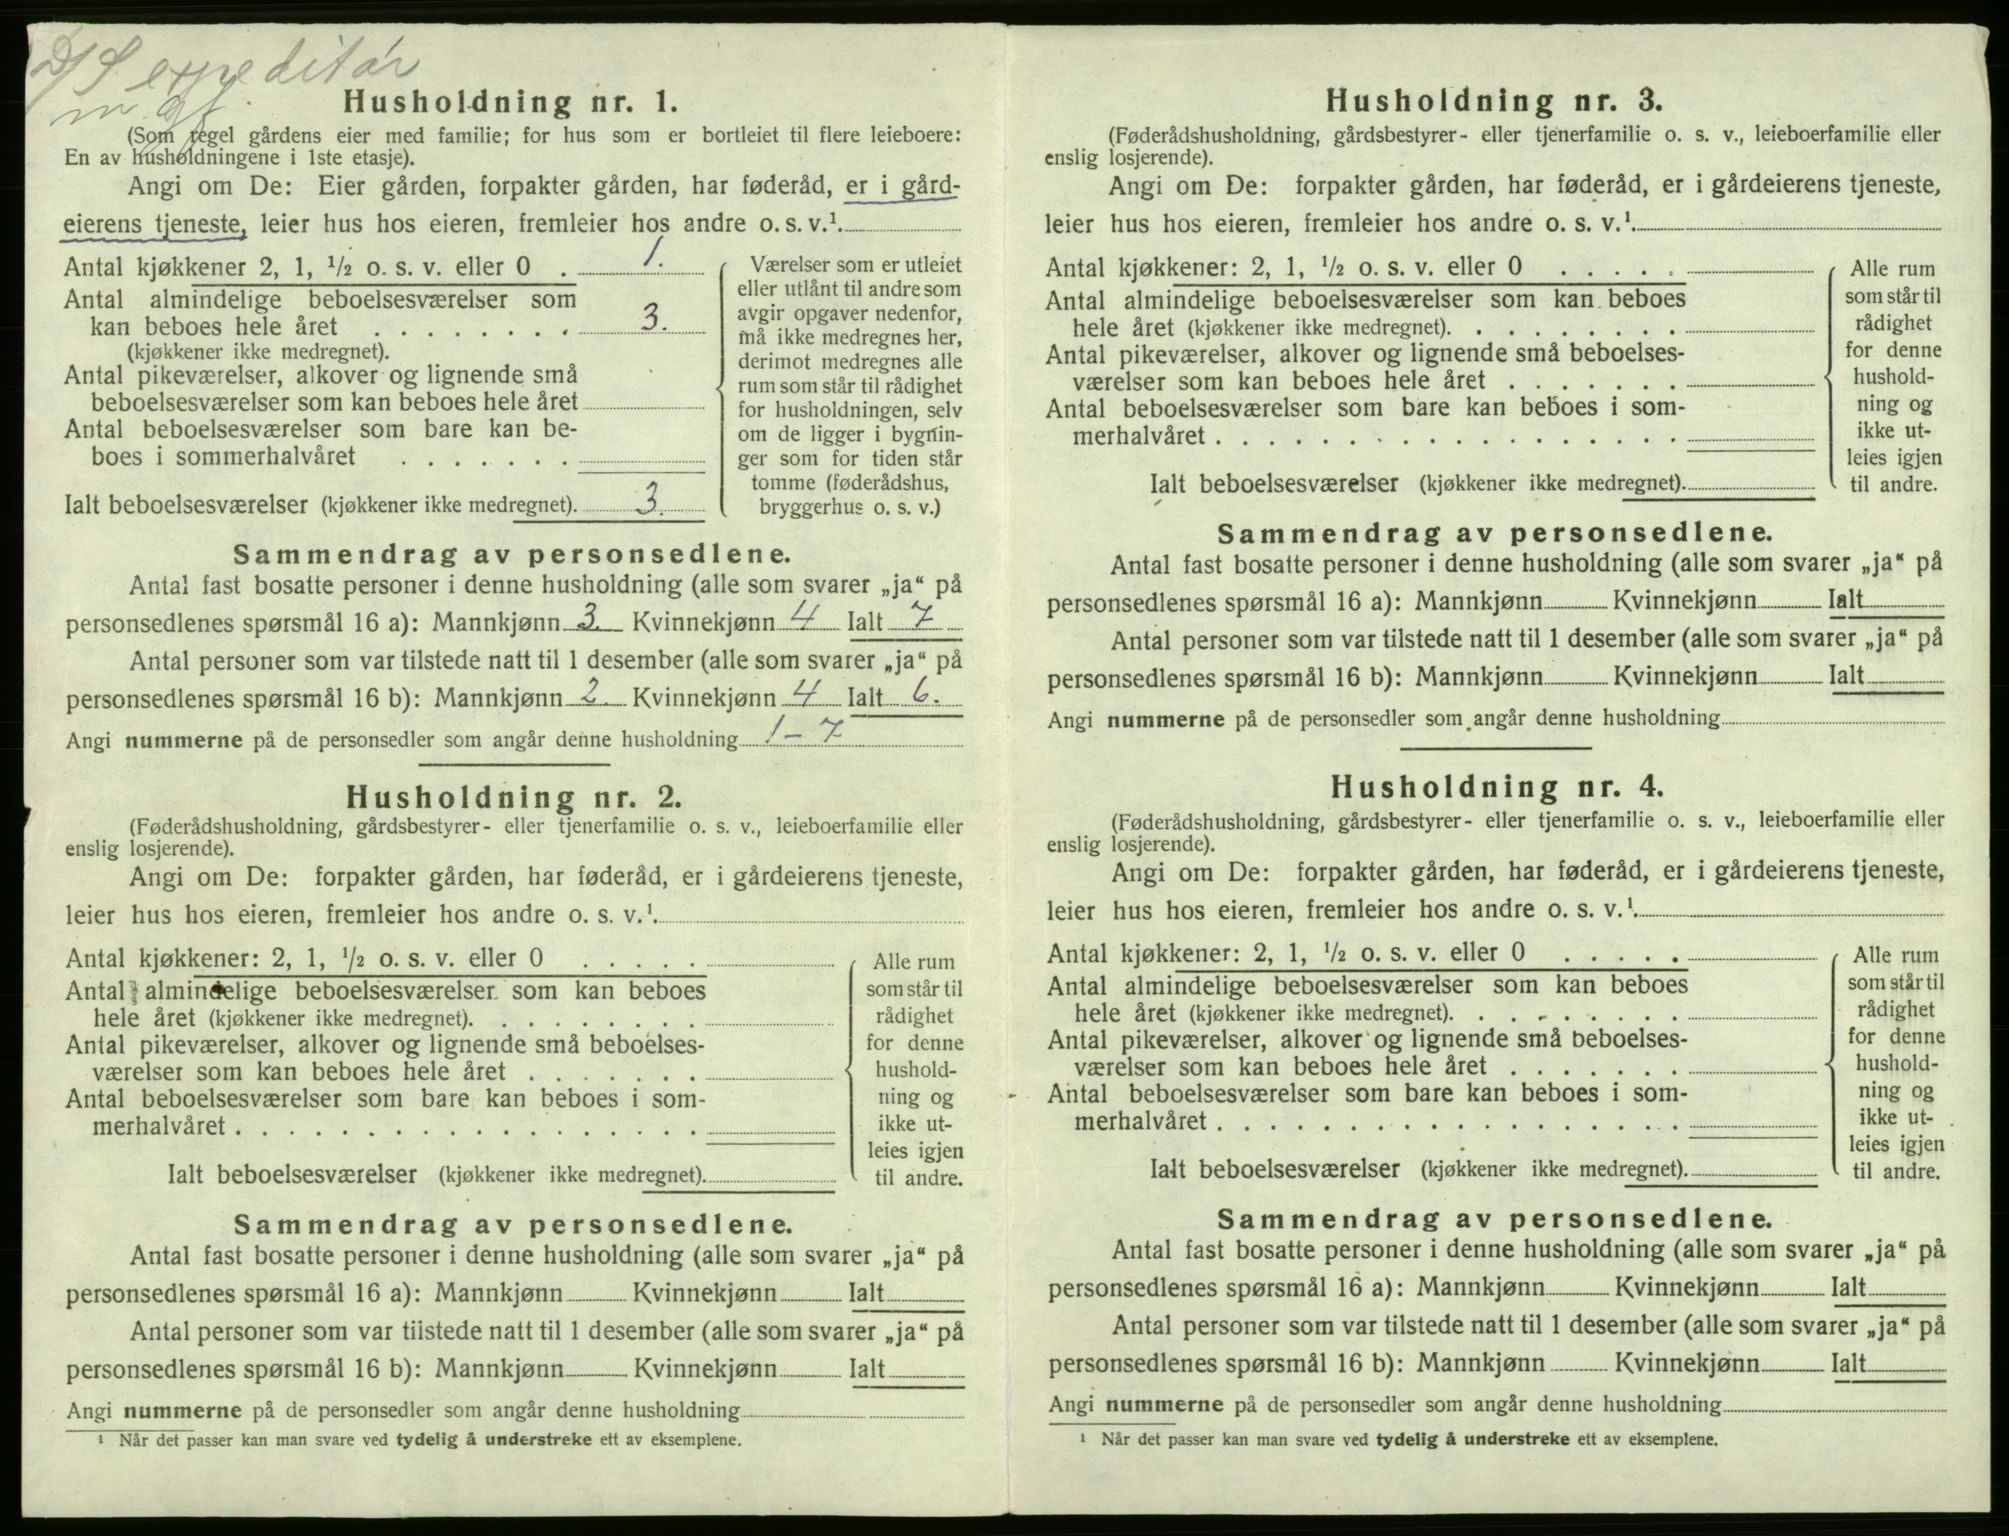 D/S expeditør
m. gf.
Husholdning nr. 1.
(Som regel gårdens eier med familie; for hus som er bortleiet til flere leieboere:
En av husholdningene i 1ste etasje).
Angi om De: Eier gården, forpakter gården, har føderåd, er i gård-
eierens tjeneste, leier hus hos eieren, fremleier hos andre o. s. v.¹.
Antal kjøkkener 2, 1, ½ o. s. v. eller 0 . 1.
Antal almindelige beboelsesværelser som
kan beboes hele året . . . . . . . . 3.
(kjøkkener ikke medregnet).
Antal pikeværelser, alkover og lignende små
beboelsesværelser som kan beboes hele året
Antal beboelsesværelser som bare kan be-
boes i sommerhalvåret . . . . . . .
Ialt beboelsesværelser (kjøkkener ikke medregnet). 3.
Værelser som er utleiet
eller utlånt til andre som
avgir opgaver nedenfor,
må ikke medregnes her,
derimot medregnes alle
rum som står til rådighet
for husholdningen, selv
om de ligger i bygnin-
ger som for tiden står
tomme (føderådshus,
bryggerhus o. s. v.)
Sammendrag av personsedlene.
Antal fast bosatte personer i denne husholdning (alle som svarer „ja“ på
personsedlenes spørsmål 16 a): Mannkjønn 3. Kvinnekjønn 4 Ialt 7
Antal personer som var tilstede natt til 1 desember (alle som svarer „ja“ på
personsedlenes spørsmål 16 b): Mannkjønn 2. Kvinnekjønn 4 Ialt 6.
Angi nummerne på de personsedler som angår denne husholdning 1-7
Husholdning nr. 2.
(Føderådshusholdning, gårdsbestyrer- eller tjenerfamilie o. s. v., leieboerfamilie eller
enslig losjerende).
Angi om De: forpakter gården, har føderåd, er i gårdeierens tjeneste,
leier hus hos eieren, fremleier hos andre o. s. v.¹.
Antal kjøkkener: 2, 1, ½ o. s. v. eller 0 . . . . .
Antal almindelige beboelsesværelser som kan beboes
hele året (kjøkkener ikke medregnet). . . . . . . . .
Antal pikeværelser, alkover og lignende små beboelses-
værelser som kan beboes hele året . . . . . . .
Antal beboelsesværelser som bare kan beboes i som-
merhalvåret . . . . . . . . . . . . . . . . . .
Ialt beboelsesværelser (kjøkkener ikke medregnet).
Alle rum
som står til
rådighet
for denne
hushold-
ning og
ikke ut-
leies igjen
til andre.
Sammendrag av personsedlene.
Antal fast bosatte personer i denne husholdning (alle som svarer „ja“ på
personsedlenes spørsmål 16 a): Mannkjønn Kvinnekjønn Ialt
Antal personer som var tilstede natt til 1 desember (alle som svarer „ja“ på
personsedlenes spørsmål 16 b): Mannkjønn Kvinnekjønn Ialt
Angi nummerne på de personsedler som angår denne husholdning
¹ Når det passer kan man svare ved tydelig å understreke ett av eksemplene.
Husholdning nr. 3.
(Føderådshusholdning, gårdsbestyrer- eller tjenerfamilie o. s. v., leieboerfamilie eller
enslig losjerende).
Angi om De: forpakter gården, har føderåd, er i gårdeierens tjeneste,
leier hus hos eieren, fremleier hos andre o. s. v.¹.
Antal kjøkkener: 2, 1, ½ o. s. v. eller 0 . . . . .
Antal almindelige beboelsesværelser som kan beboes
hele året (kjøkkener ikke medregnet). . . . . . . . .
Antal pikeværelser, alkover og lignende små beboelses-
værelser som kan beboes hele året . . . . . . .
Antal beboelsesværelser som bare kan beboes i som-
merhalvåret . . . . . . . . . . . . . . . . . .
Ialt beboelsesværelser (kjøkkener ikke medregnet).
Alle rum
som står til
rådighet
for denne
hushold-
ning og
ikke ut-
leies igjen
til andre.
Sammendrag av personsedlene.
Antal fast bosatte personer i denne husholdning (alle som svarer „ja“ på
personsedlenes spørsmål 16 a): Mannkjønn Kvinnekjønn Ialt
Antal personer som var tilstede natt til 1 desember (alle som svarer „ja“ på
personsedlenes spørsmål 16 b): Mannkjønn Kvinnekjønn Ialt
Angi nummerne på de personsedler som angår denne husholdning
Husholdning nr. 4.
(Føderådshusholdning, gårdsbestyrer- eller tjenerfamilie o. s. v., leieboerfamilie eller
enslig losjerende).
Angi om De: forpakter gården, har føderåd, er i gårdeierens tjeneste,
leier hus hos eieren, fremleier hos andre o. s. v.¹.
Antal kjøkkener: 2, 1, ½ o. s. v. eller 0 . . . . .
Antal almindelige beboelsesværelser som kan beboes
hele året (kjøkkener ikke medregnet). . . . . . . . .
Antal pikeværelser, alkover og lignende små beboelses-
værelser som kan beboes hele året . . . . . . .
Antal beboelsesværelser som bare kan beboes i som-
merhalvåret . . . . . . . . . . . . . . . . . .
Ialt beboelsesværelser (kjøkkener ikke medregnet).
Alle rum
som står til
rådighet
for denne
hushold-
ning og
ikke ut-
leies igjen
til andre.
Sammendrag av personsedlene.
Antal fast bosatte personer i denne husholdning (alle som svarer „ja“ på
personsedlenes spørsmål 16 a): Mannkjønn Kvinnekjønn Ialt
Antal personer som var tilstede natt til 1 desember (alle som svarer „ja“ på
personsedlenes spørsmål 16 b): Mannkjønn Kvinnekjønn Ialt
Angi nummerne på de personsedler som angår denne husholdning
¹ Når det passer kan man svare ved tydelig å understreke ett av eksemplene.